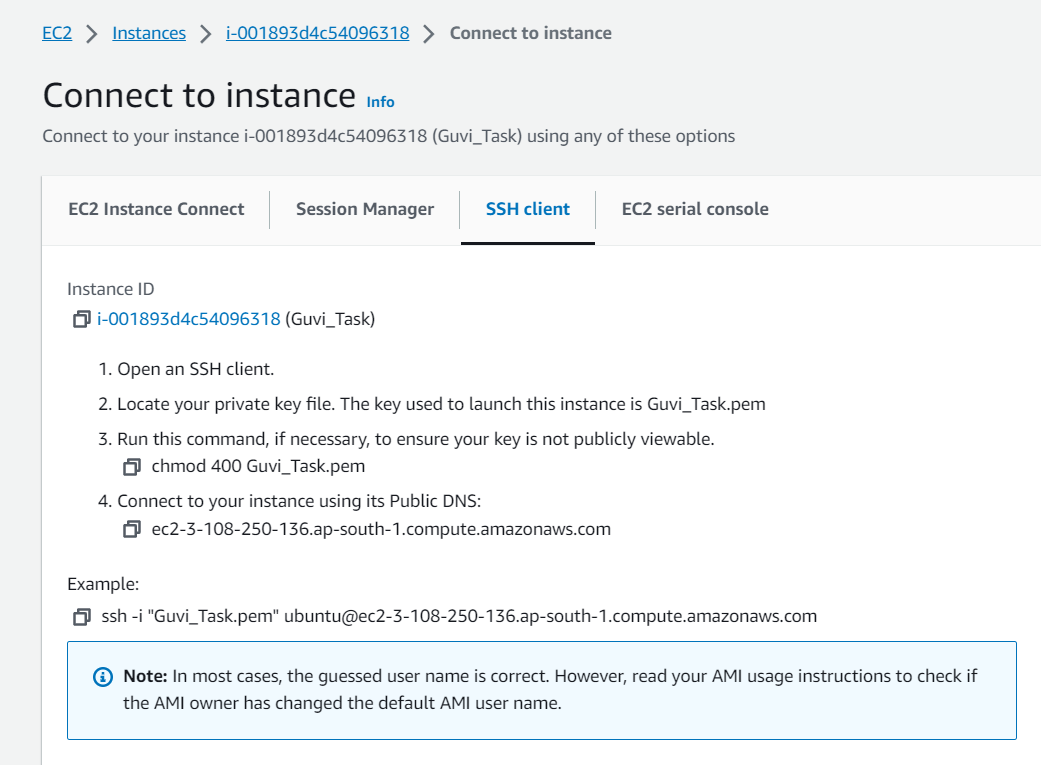 EC2 > Instances > i-001893d4c54096318 > Connect to instance
Connect to instance Info
Connect to your instance i-001893d4c54096318 (Guvi_Task) using any of these options
EC2 Instance Connect Session Manager SSH client EC2 serial console
Instance ID
i-001893d4c54096318 (Guvi_Task)
1. Open an SSH client.
2. Locate your private key file. The key used to launch this instance is Guvi_Task.pem
3. Run this command, if necessary, to ensure your key is not publicly viewable.
chmod 400 Guvi_Task.pem
4. Connect to your instance using its Public DNS:
ec2-3-108-250-136.ap-south-1.compute.amazonaws.com
Example:
ssh -i "Guvi_Task.pem" ubuntu@ec2-3-108-250-136.ap-south-1.compute.amazonaws.com
Note: In most cases, the guessed user name is correct. However, read your AMI usage instructions to check if
the AMI owner has changed the default AMI user name.